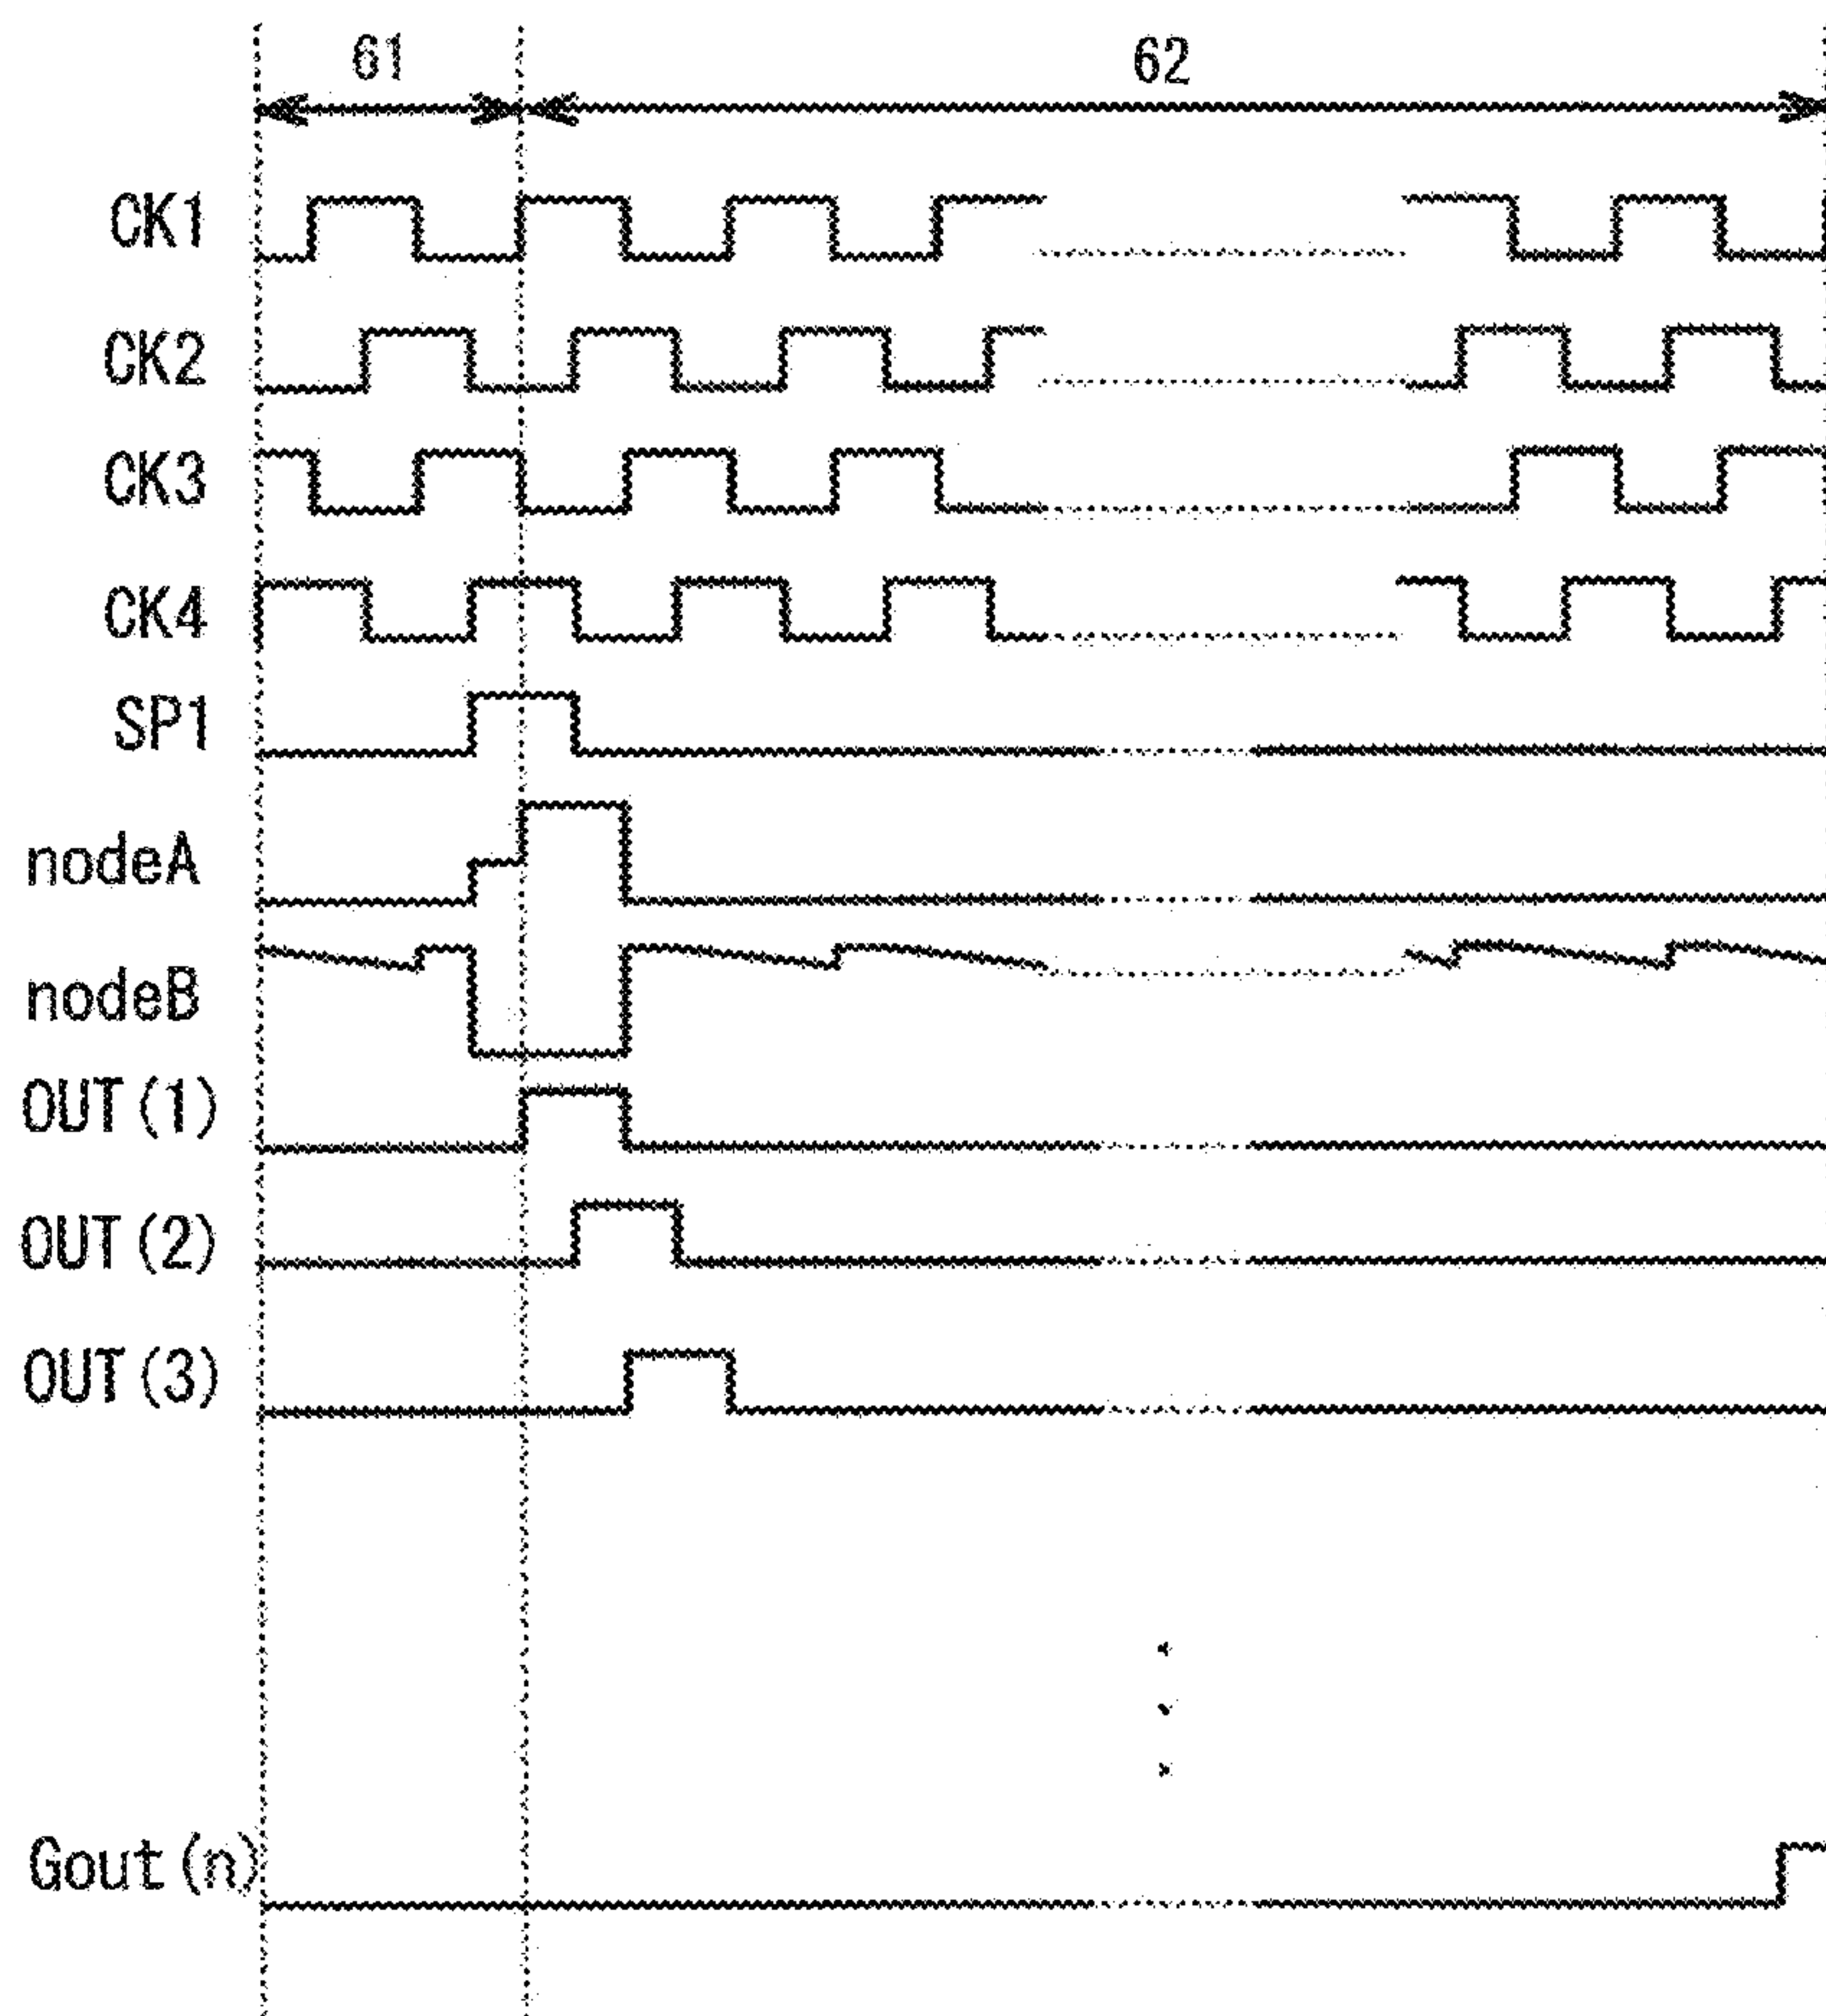 61 62
CK1
CK2
CK3
CK4
SP1
nodeA
nodeB
OUT(1)
OUT(2)
OUT(3)
Gout(n)